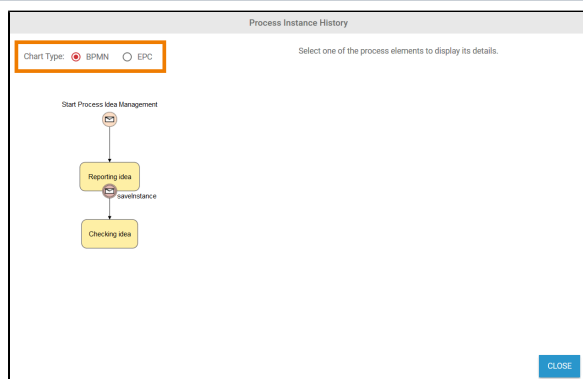 Process Instance History
Chart Type: BPMN EPC
Select one of the process elements to display its details.
Start Process Idea Management
Reporting idea
saveInstance
Checking idea
CLOSE